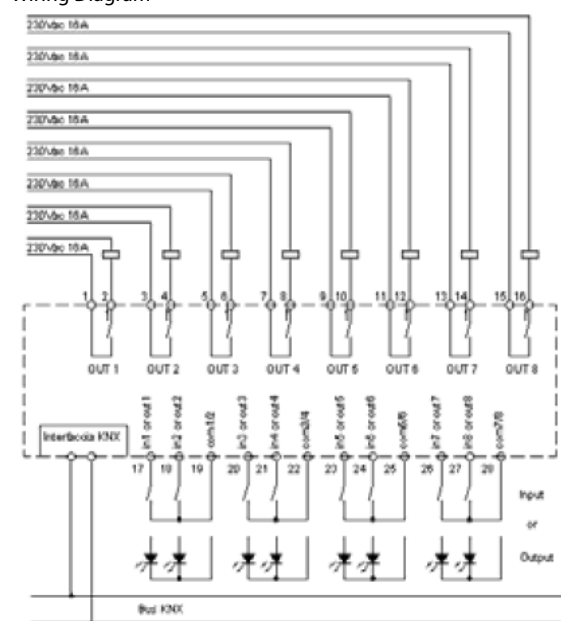 Wiring Diagram
230Vac 16A
230Vac 16A
230Vac 16A
230Vac 16A
230Vac 16A
230Vac 16A
230Vac 16A
230Vac 16A
1 2 3 4 5 6 7 8 9 10 11 12 13 14 15 16
OUT 1 OUT 2 OUT 3 OUT 4 OUT 5 OUT 6 OUT 7 OUT 8
Interfaccia KNX
in1 or out1
in2 or out2
com1/2
in3 or out3
in4 or out4
com3/4
in5 or out5
in6 or out6
com5/6
in7 or out7
in8 or out8
com7/8
17 18 19 20 21 22 23 24 25 26 27 28
Input
or
Output
Bus KNX